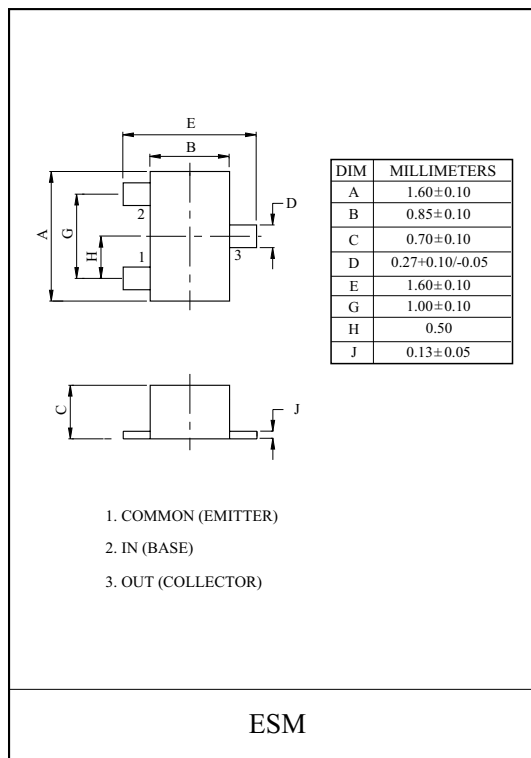 E
B
A
G
H
2
1
D
3
DIM MILLIMETERS
A 1.60±0.10
B 0.85±0.10
C 0.70±0.10
D 0.27+0.10/-0.05
E 1.60±0.10
G 1.00±0.10
H 0.50
J 0.13±0.05
C
J
1. COMMON (EMITTER)
2. IN (BASE)
3. OUT (COLLECTOR)
ESM